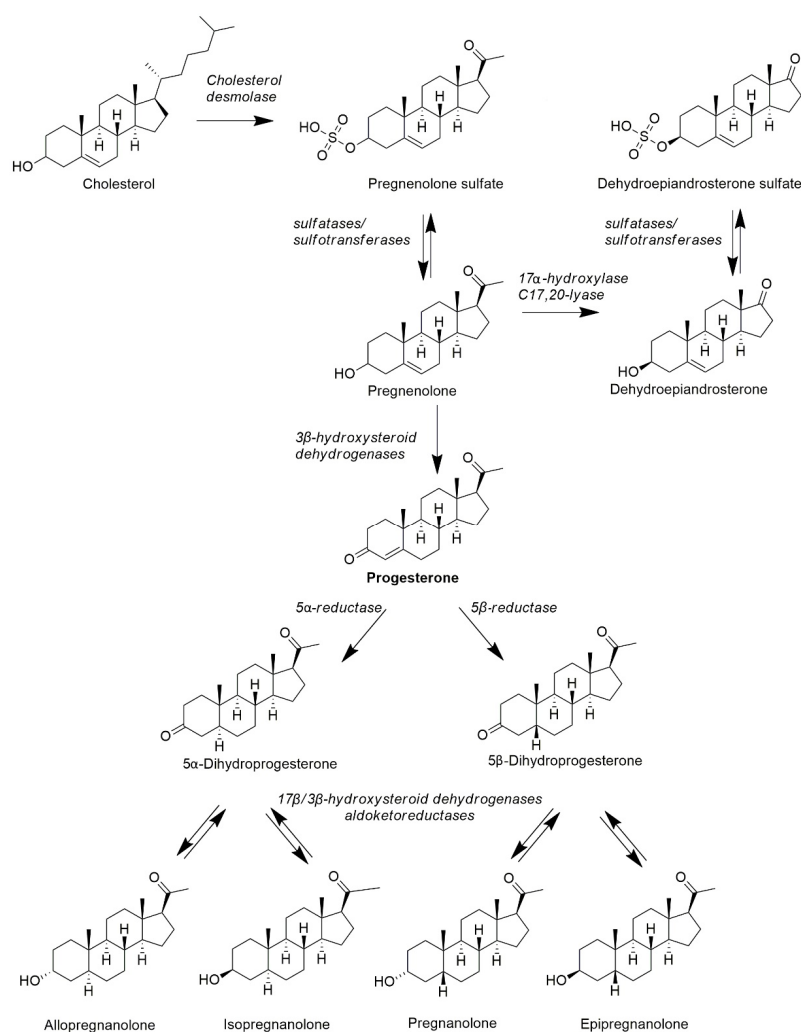 Cholesterol
desmolase
Cholesterol
Pregnenolone sulfate
Dehydroepiandrosterone sulfate
sulfatases/
sulfotransferases
sulfatases/
sulfotransferases
17α-hydroxylase
C17,20-lyase
Pregnenolone
Dehydroepiandrosterone
3β-hydroxysteroid
dehydrogenases
Progesterone
5α-reductase
5β-reductase
5α-Dihydroprogesterone
5β-Dihydroprogesterone
17β/3β-hydroxysteroid dehydrogenases
aldoketoreductases
Allopregnanolone
Isopregnanolone
Pregnanolone
Epipregnanolone